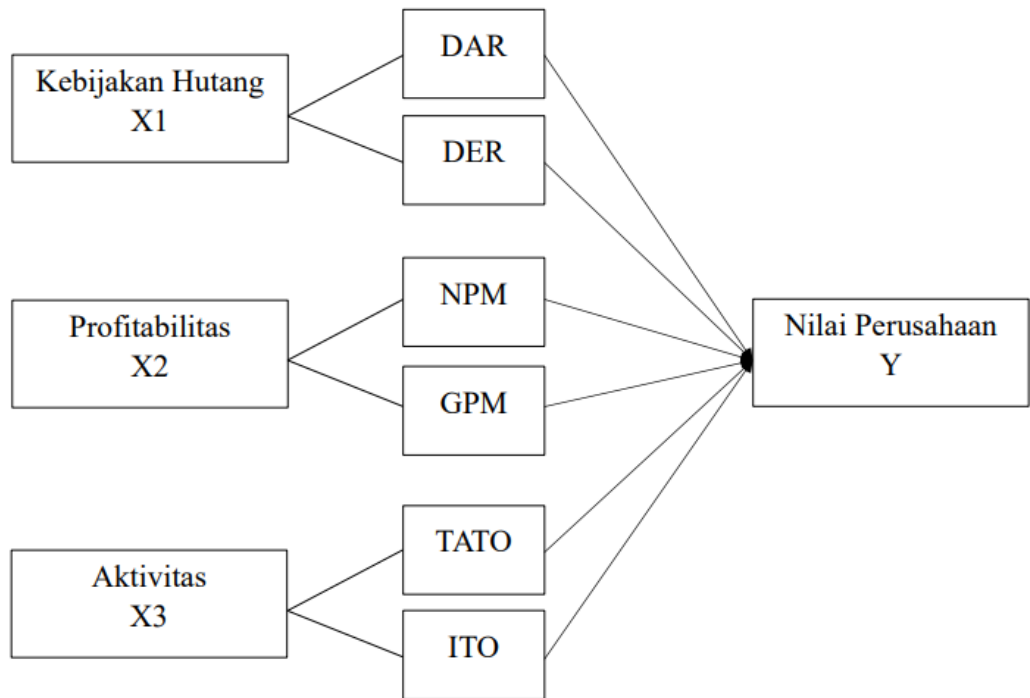 Kebijakan Hutang
X1
DAR
DER
Profitabilitas
X2
NPM
GPM
Aktivitas
X3
TATO
ITO
Nilai Perusahaan
Y